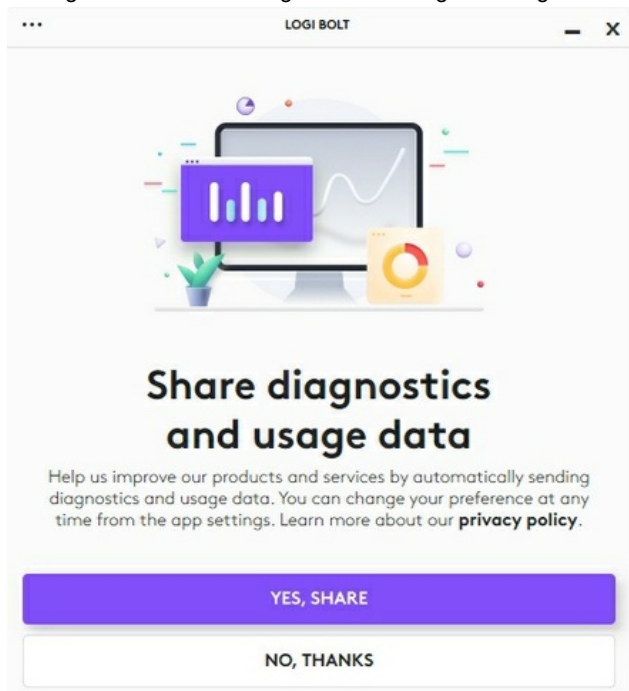 LOGI BOLT
Share diagnostics
and usage data
Help us improve our products and services by automatically sending
diagnostics and usage data. You can change your preference at any
time from the app settings. Learn more about our privacy policy.
YES, SHARE
NO, THANKS